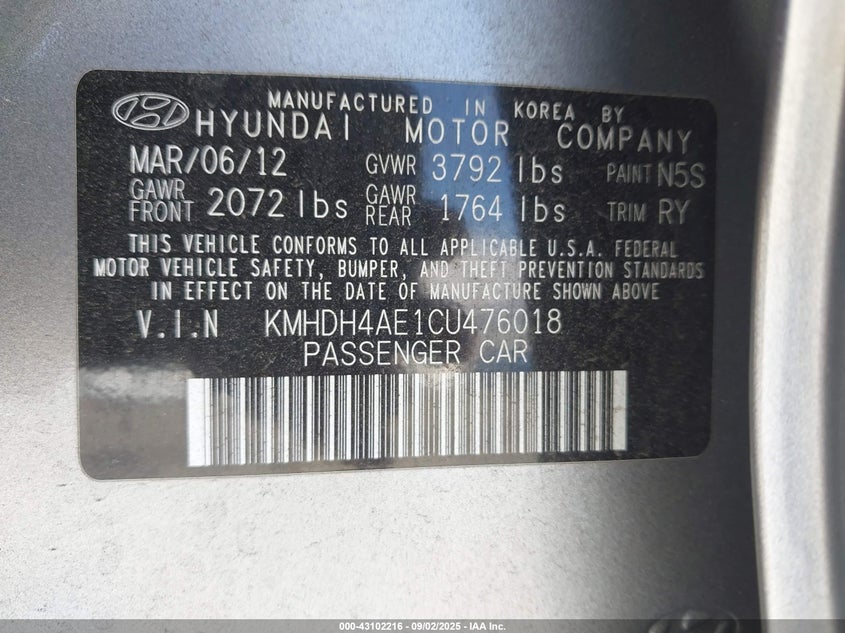 MANUFACTURED IN KOREA BY
HYUNDAI MOTOR COMPANY
MAR/06/12 GVWR 3792 lbs PAINT N5S
GAWR FRONT 2072 lbs GAWR REAR 1764 lbs TRIM RY
THIS VEHICLE CONFORMS TO ALL APPLICABLE U.S.A. FEDERAL
MOTOR VEHICLE SAFETY, BUMPER, AND THEFT PREVENTION STANDARDS
IN EFFECT ON THE DATE OF MANUFACTURE SHOWN ABOVE
V.I.N KMHDH4AE1CU476018
PASSENGER CAR
000-43102216 - 09/02/2025 - IAA Inc.